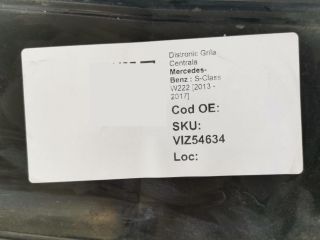 Distronic Grila
Centrala
Mercedes-
Benz : S-Class
W222 [2013 -
2017]
Cod OE:
SKU:
VIZ54634
Loc: